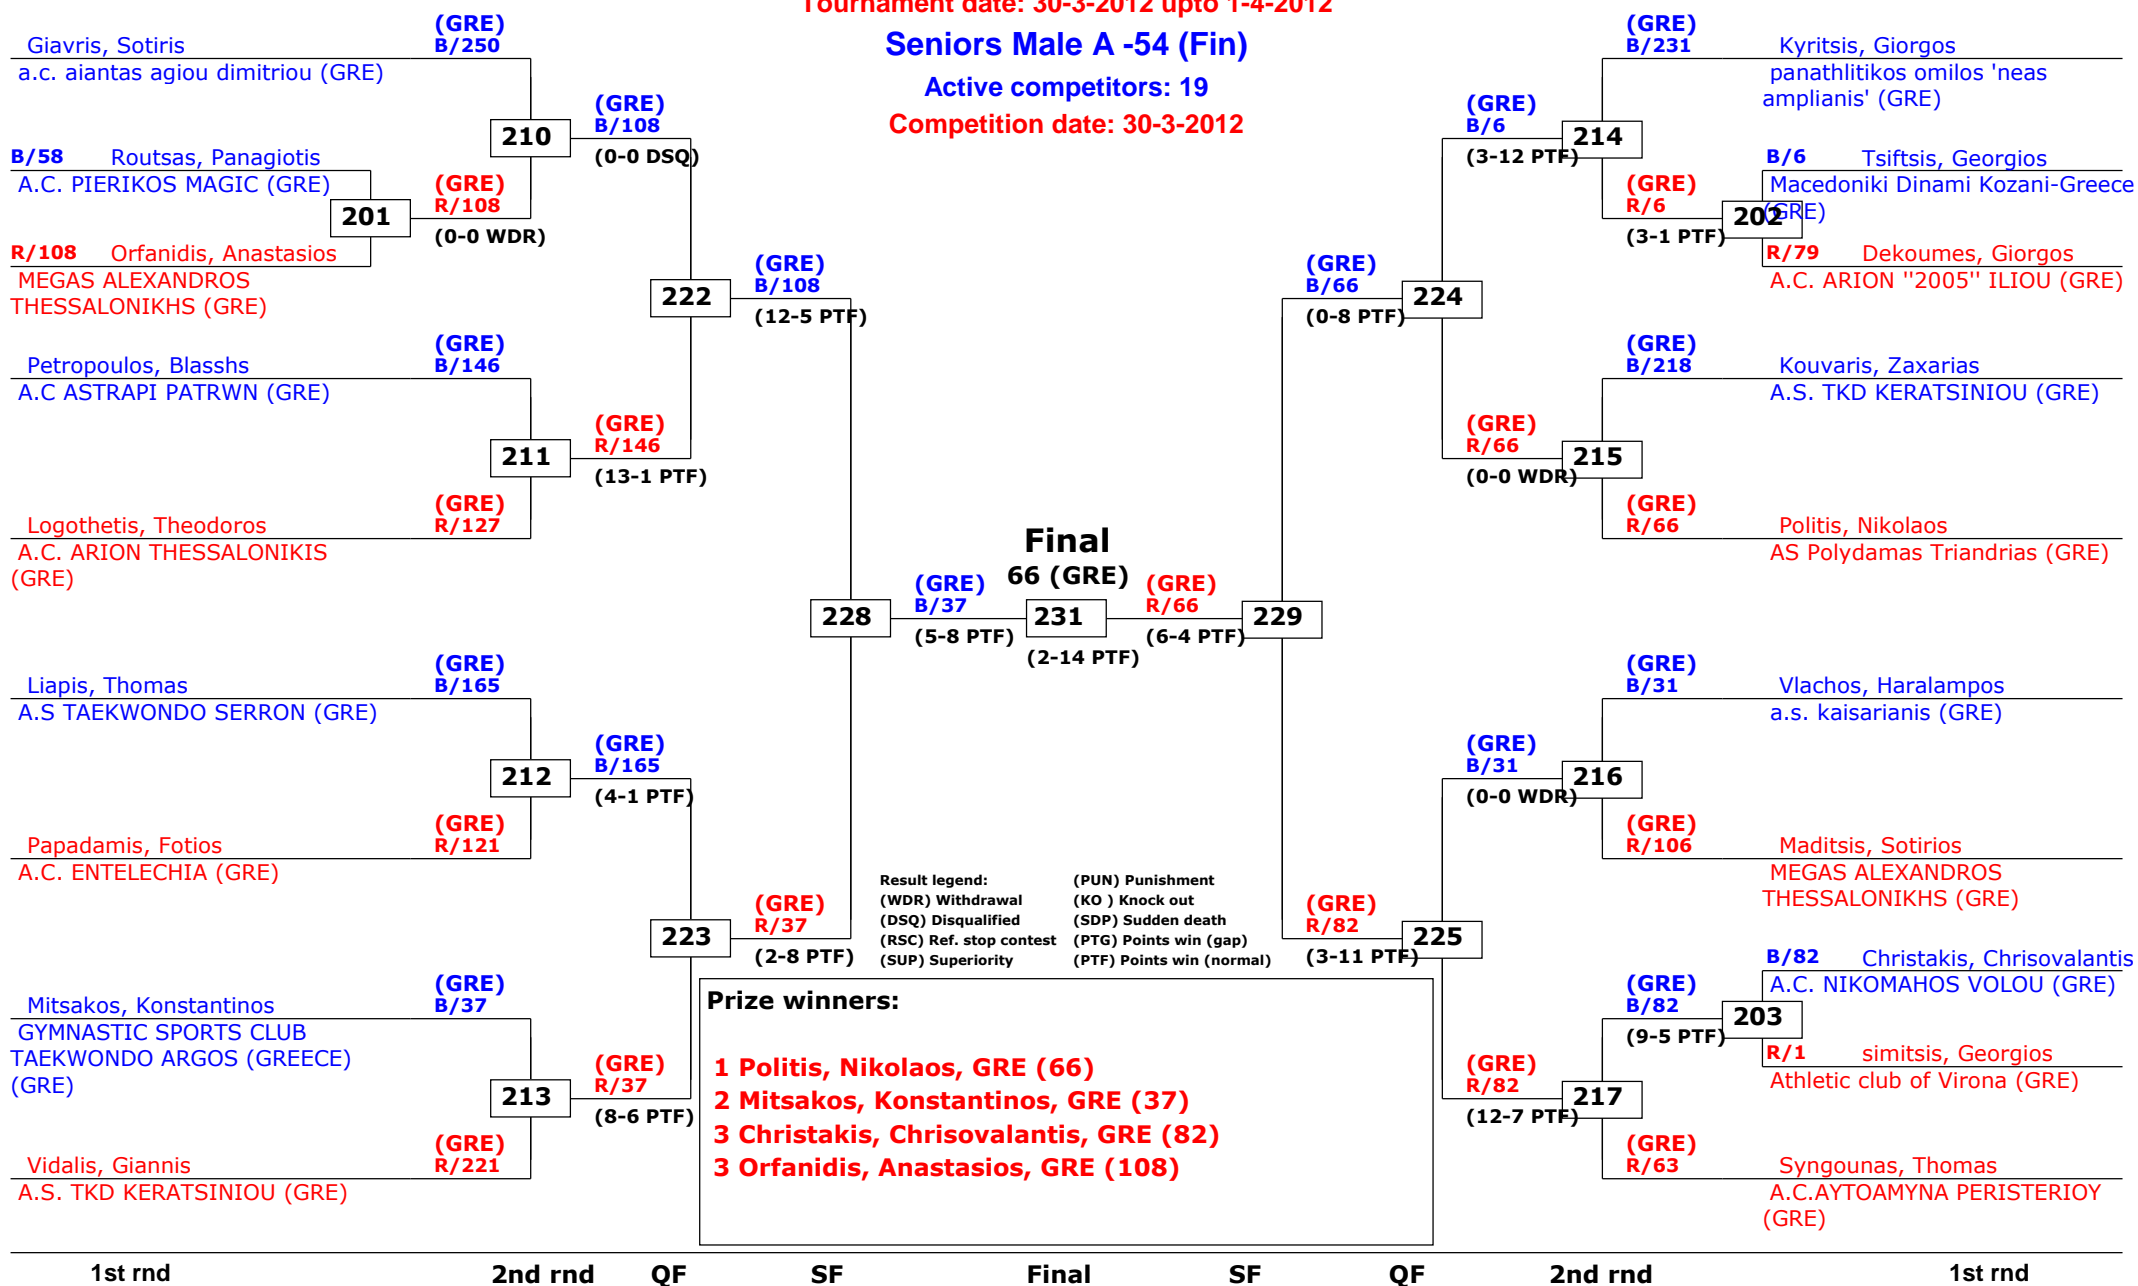 Tournament date: 30-3-2012 upto 1-4-2012
Seniors Male A -54 (Fin)
Active competitors: 19
Competition date: 30-3-2012
Giavris, Sotiris
a.c. aiantas agiou dimitriou (GRE)
(GRE)
B/250
B/58 Routsas, Panagiotis
A.C. PIERIKOS MAGIC (GRE)
201
R/108 Orfanidis, Anastasios
MEGAS ALEXANDROS
THESSALONIKHS (GRE)
(GRE)
R/108
(0-0 WDR)
210
(GRE)
B/108
(0-0 DSQ)
Petropoulos, Blasshs
A.C ASTRAPI PATRWN (GRE)
(GRE)
B/146
211
(GRE)
R/146
(13-1 PTF)
Logothetis, Theodoros
A.C. ARION THESSALONIKIS
(GRE)
(GRE)
R/127
222
(GRE)
B/108
(12-5 PTF)
Liapis, Thomas
A.S TAEKWONDO SERRON (GRE)
(GRE)
B/165
212
(GRE)
B/165
(4-1 PTF)
Papadamis, Fotios
A.C. ENTELECHIA (GRE)
(GRE)
R/121
223
(GRE)
R/37
(2-8 PTF)
Mitsakos, Konstantinos
GYMNASTIC SPORTS CLUB
TAEKWONDO ARGOS (GREECE)
(GRE)
(GRE)
B/37
213
(GRE)
R/37
(8-6 PTF)
Vidalis, Giannis
A.S. TKD KERATSINIOU (GRE)
(GRE)
R/221
228
(GRE)
B/37
(5-8 PTF)
Final
66 (GRE)
231
(2-14 PTF)
(GRE)
R/66
(6-4 PTF)
229
(GRE)
B/66
(0-8 PTF)
224
(GRE)
B/6
(3-12 PTF)
214
(GRE)
B/231
Kyritsis, Giorgos
panathlitikos omilos 'neas
amplianis' (GRE)
B/6 Tsiftsis, Georgios
Macedoniki Dinami Kozani-Greece
(GRE)
202
(GRE)
R/6
(3-1 PTF)
R/79 Dekoumes, Giorgos
A.C. ARION "2005" ILIOU (GRE)
(GRE)
B/218
Kouvaris, Zaxarias
A.S. TKD KERATSINIOU (GRE)
(GRE)
R/66
(0-0 WDR)
215
(GRE)
R/66
Politis, Nikolaos
AS Polydamas Triandrias (GRE)
(GRE)
B/31
Vlachos, Haralampos
a.s. kaisarianis (GRE)
(GRE)
B/31
(0-0 WDR)
216
(GRE)
R/106
Maditsis, Sotirios
MEGAS ALEXANDROS
THESSALONIKHS (GRE)
(GRE)
R/82
(3-11 PTF)
225
B/82 Christakis, Chrisovalantis
A.C. NIKOMAHOS VOLOU (GRE)
(GRE)
B/82
(9-5 PTF)
203
R/1 simitsis, Georgios
Athletic club of Virona (GRE)
(GRE)
R/82
(12-7 PTF)
217
(GRE)
R/63
Syngounas, Thomas
A.C.AYTOAMYNA PERISTERIOY
(GRE)
Result legend: (PUN) Punishment
(WDR) Withdrawal (KO ) Knock out
(DSQ) Disqualified (SDP) Sudden death
(RSC) Ref. stop contest (PTG) Points win (gap)
(SUP) Superiority (PTF) Points win (normal)
Prize winners:
1 Politis, Nikolaos, GRE (66)
2 Mitsakos, Konstantinos, GRE (37)
3 Christakis, Chrisovalantis, GRE (82)
3 Orfanidis, Anastasios, GRE (108)
1st rnd 2nd rnd QF SF Final SF QF 2nd rnd 1st rnd